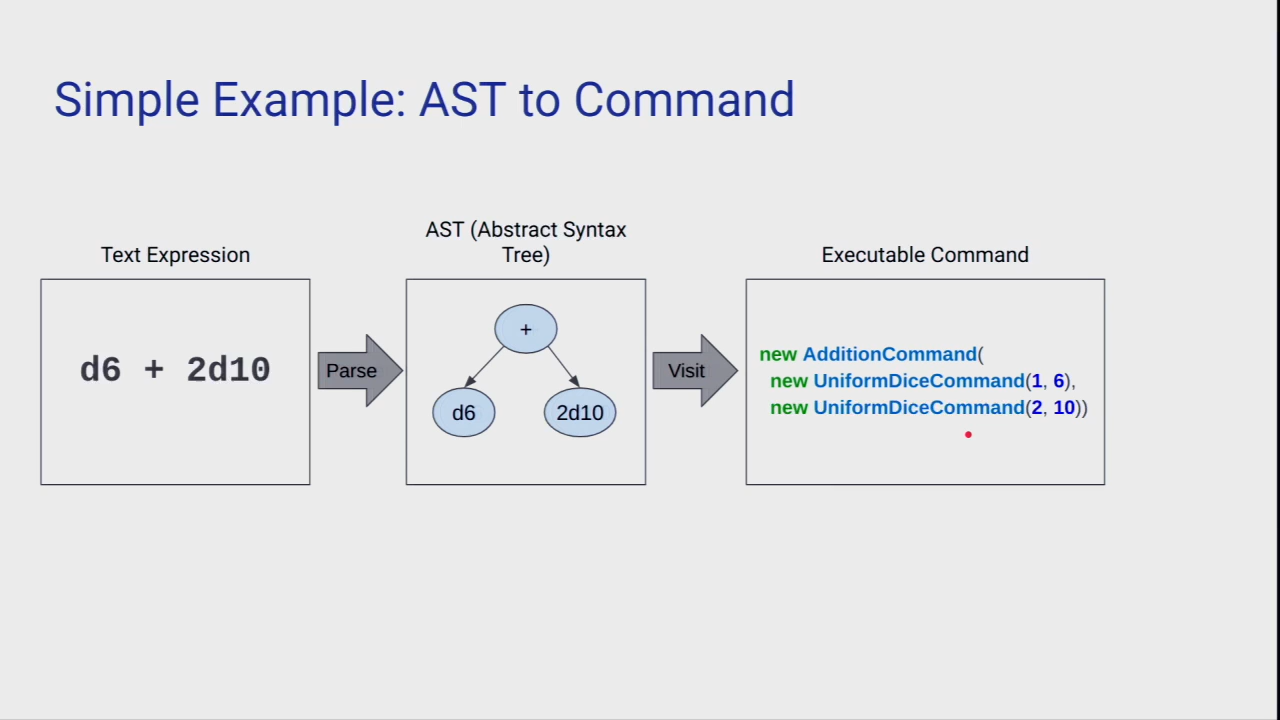 Simple Example: AST to Command
Text Expression
d6 + 2d10
Parse
AST (Abstract Syntax
Tree)
+
d6
2d10
Visit
Executable Command
new AdditionCommand(
new UniformDiceCommand(1, 6),
new UniformDiceCommand(2, 10))